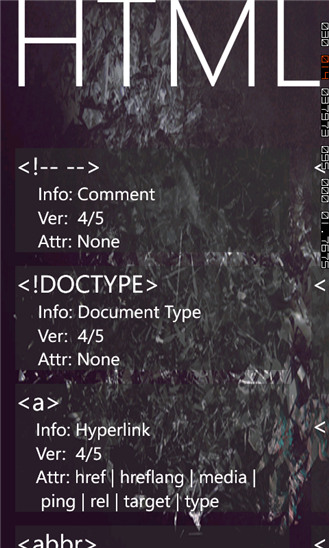 HTML
<!-- -->
Info: Comment
Ver: 4/5
Attr: None
<!DOCTYPE>
Info: Document Type
Ver: 4/5
Attr: None
<a>
Info: Hyperlink
Ver: 4/5
Attr: href | hreflang | media |
ping | rel | target | type
<abbr>
<
<
<